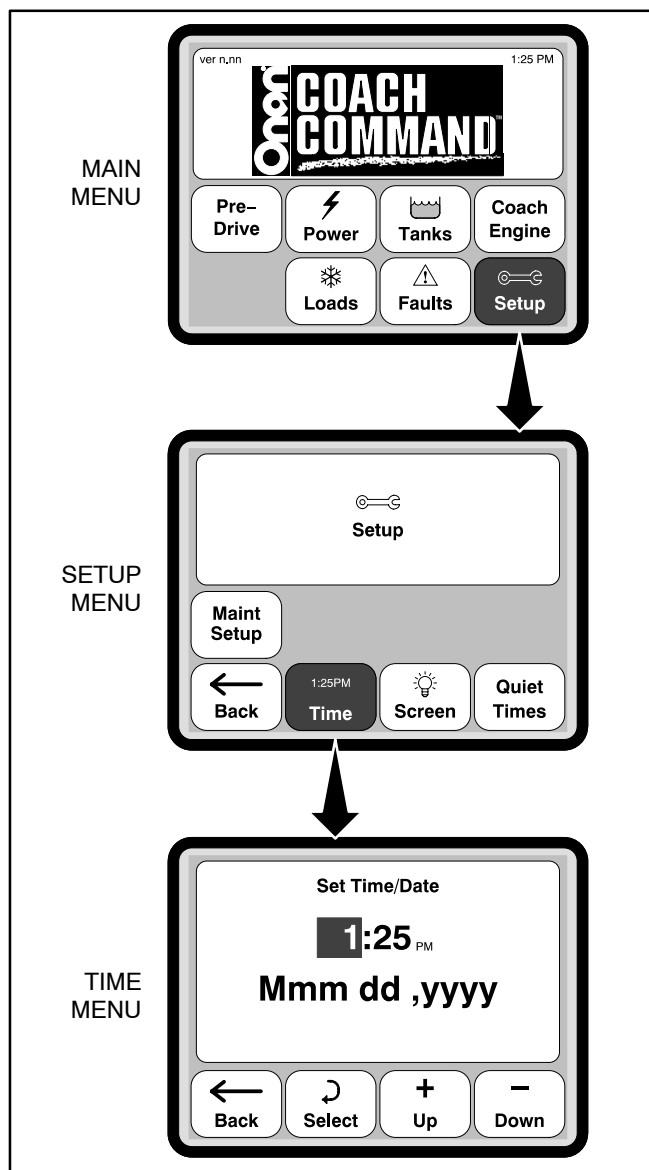 ver n.nn 1:25 PM
Onan
COACH
COMMAND™
MAIN
MENU
Pre–
Drive
Power
Tanks
Coach
Engine
Loads
Faults
Setup
Setup
SETUP
MENU
Maint
Setup
Back
1:25PM
Time
Screen
Quiet
Times
Set Time/Date
1:25 PM
Mmm dd ,yyyy
TIME
MENU
Back
Select
+
Up
–
Down